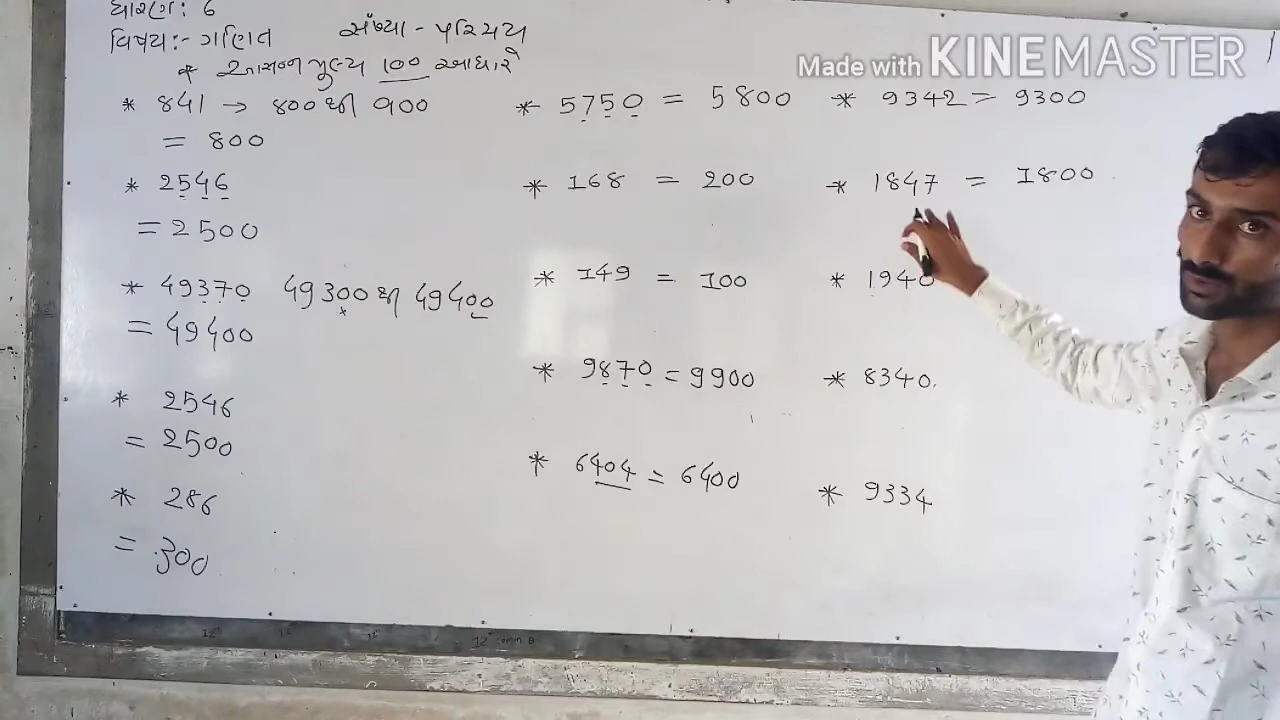 ધોરણ: 6
વિષય:- ગણિત સંખ્યા - પરિચય
* આસન્નમૂલ્ય 100 આધારે
* 841 → 800 થી 900
= 800
* 2546
= 2500
* 49370 49300 થી 49400
= 49400
* 2546
= 2500
* 286
= 300
* 5750 = 5800
* 168 = 200
* 149 = 100
* 9870 = 9900
* 6404 = 6400
* 9342 = 9300
* 1847 = 1800
* 1940
* 8340.
* 9334
Made with KINEMASTER